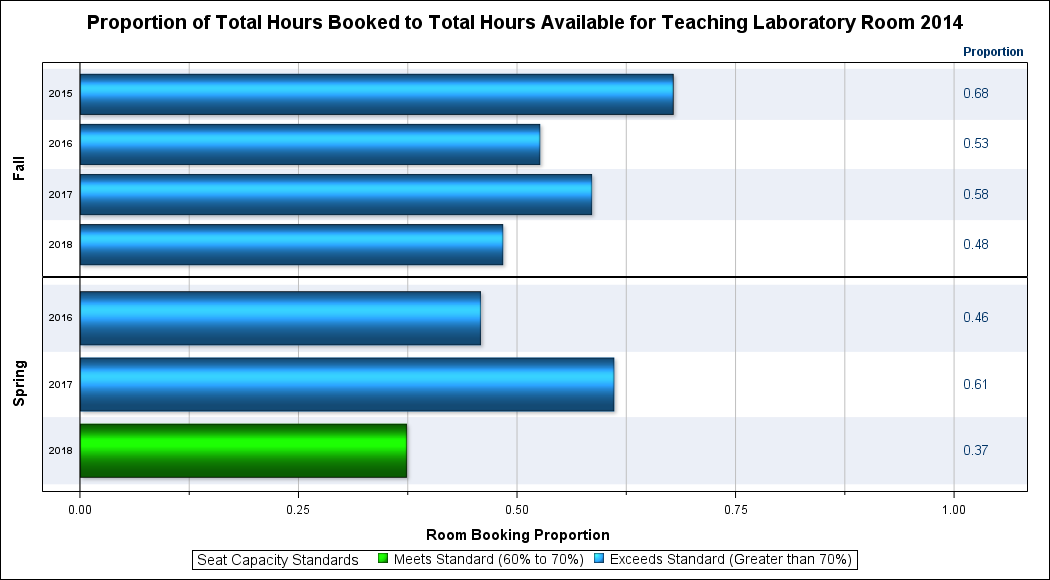 Proportion of Total Hours Booked to Total Hours Available for Teaching Laboratory Room 2014
Proportion
Fall
2015 0.68
2016 0.53
2017 0.58
2018 0.48
Spring
2016 0.46
2017 0.61
2018 0.37
0.00 0.25 0.50 0.75 1.00
Room Booking Proportion
Seat Capacity Standards Meets Standard (60% to 70%) Exceeds Standard (Greater than 70%)